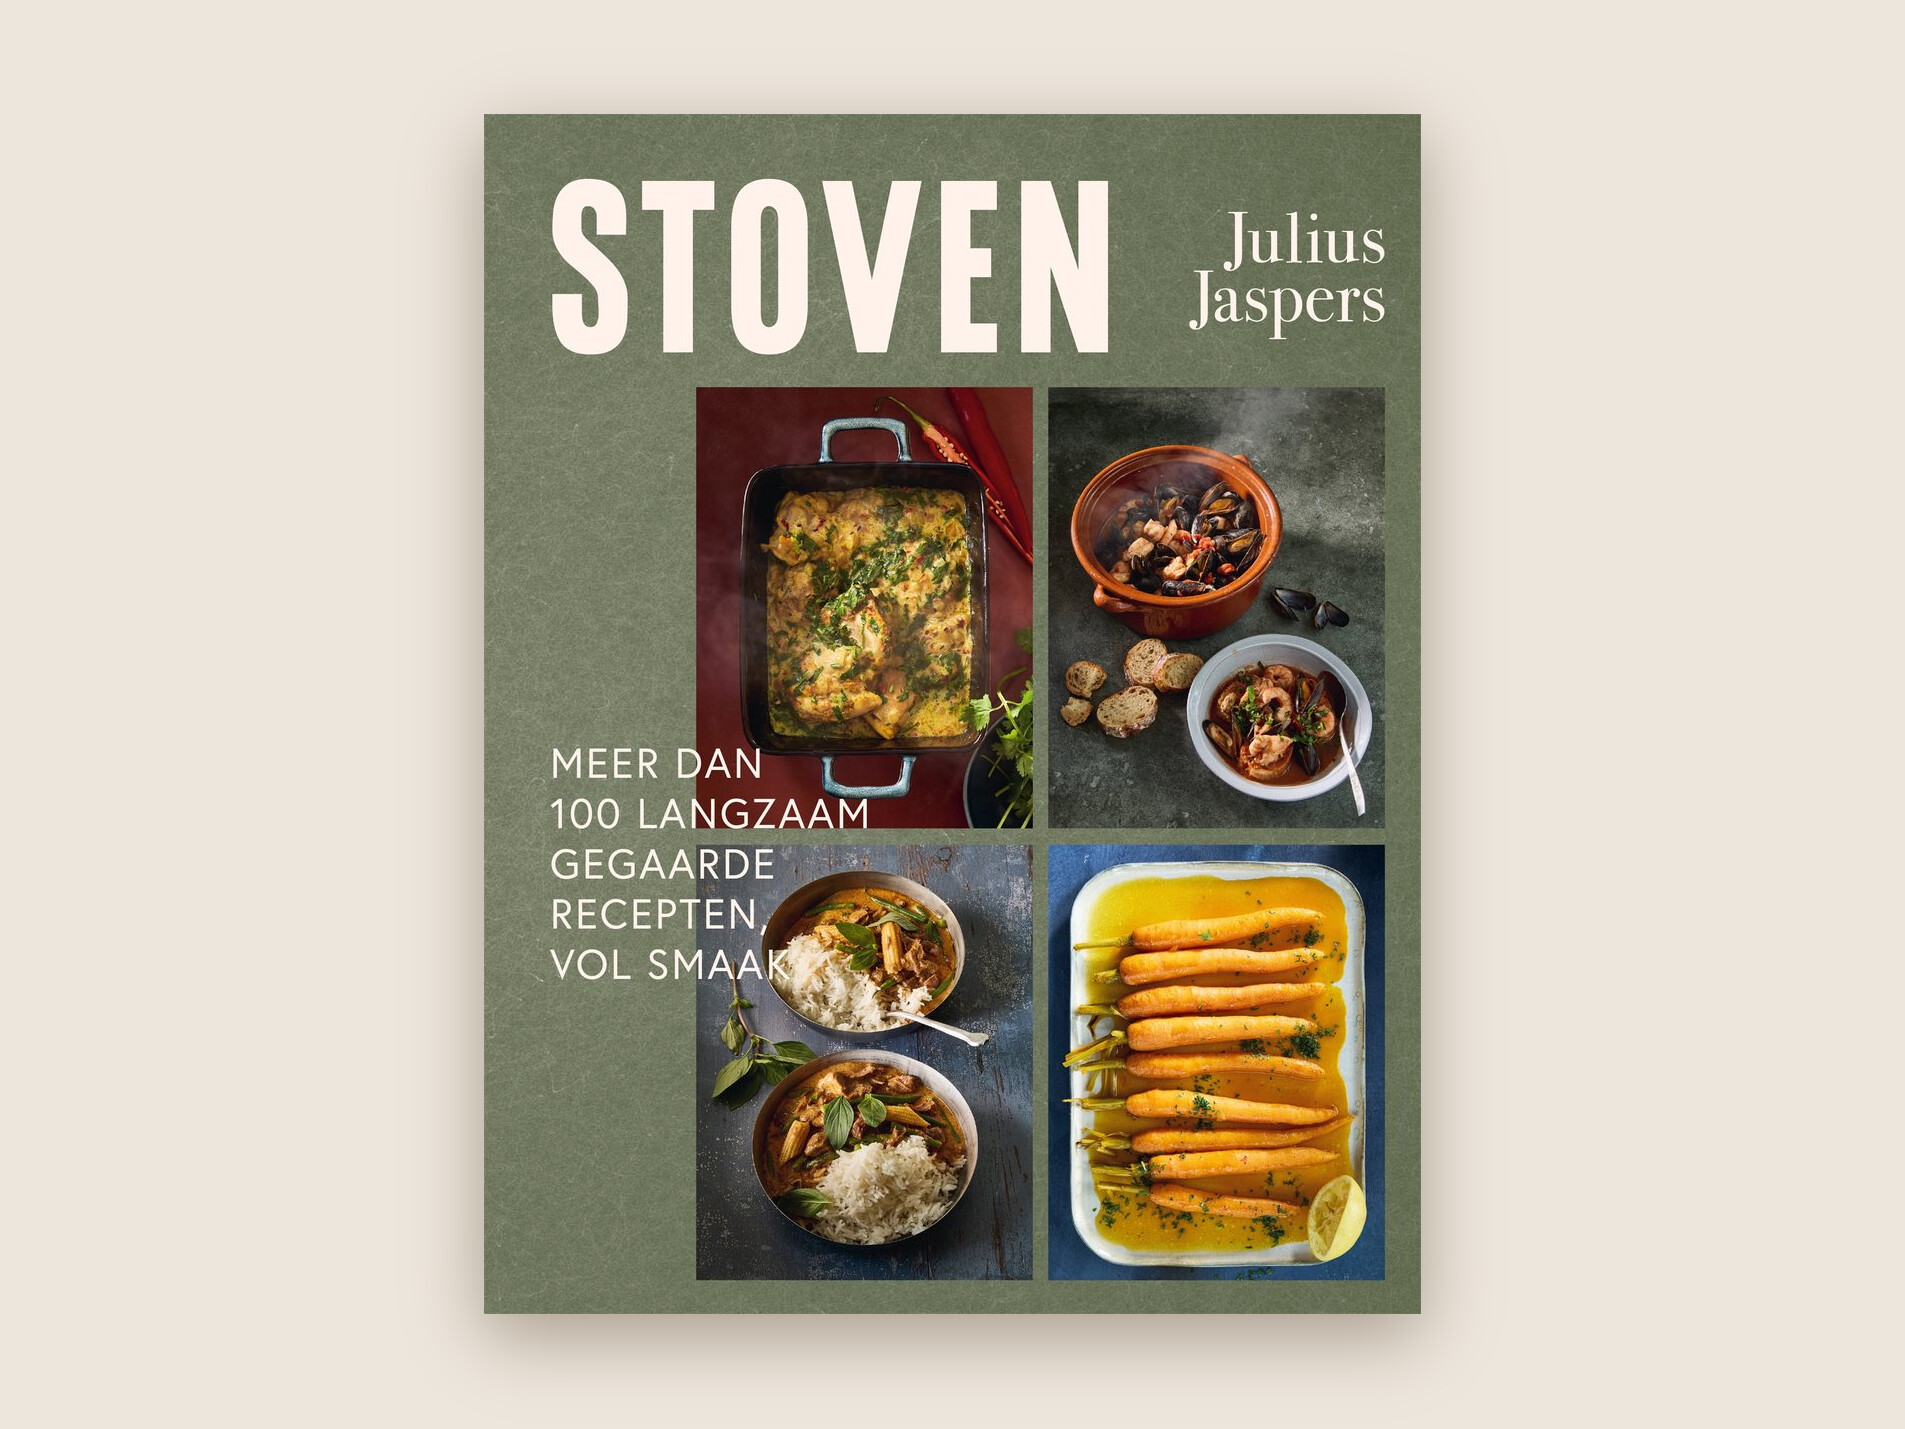 STOVEN
Julius
Jaspers
MEER DAN
100 LANGZAAM
GEGAARDE
RECEPTEN,
VOL SMAAK